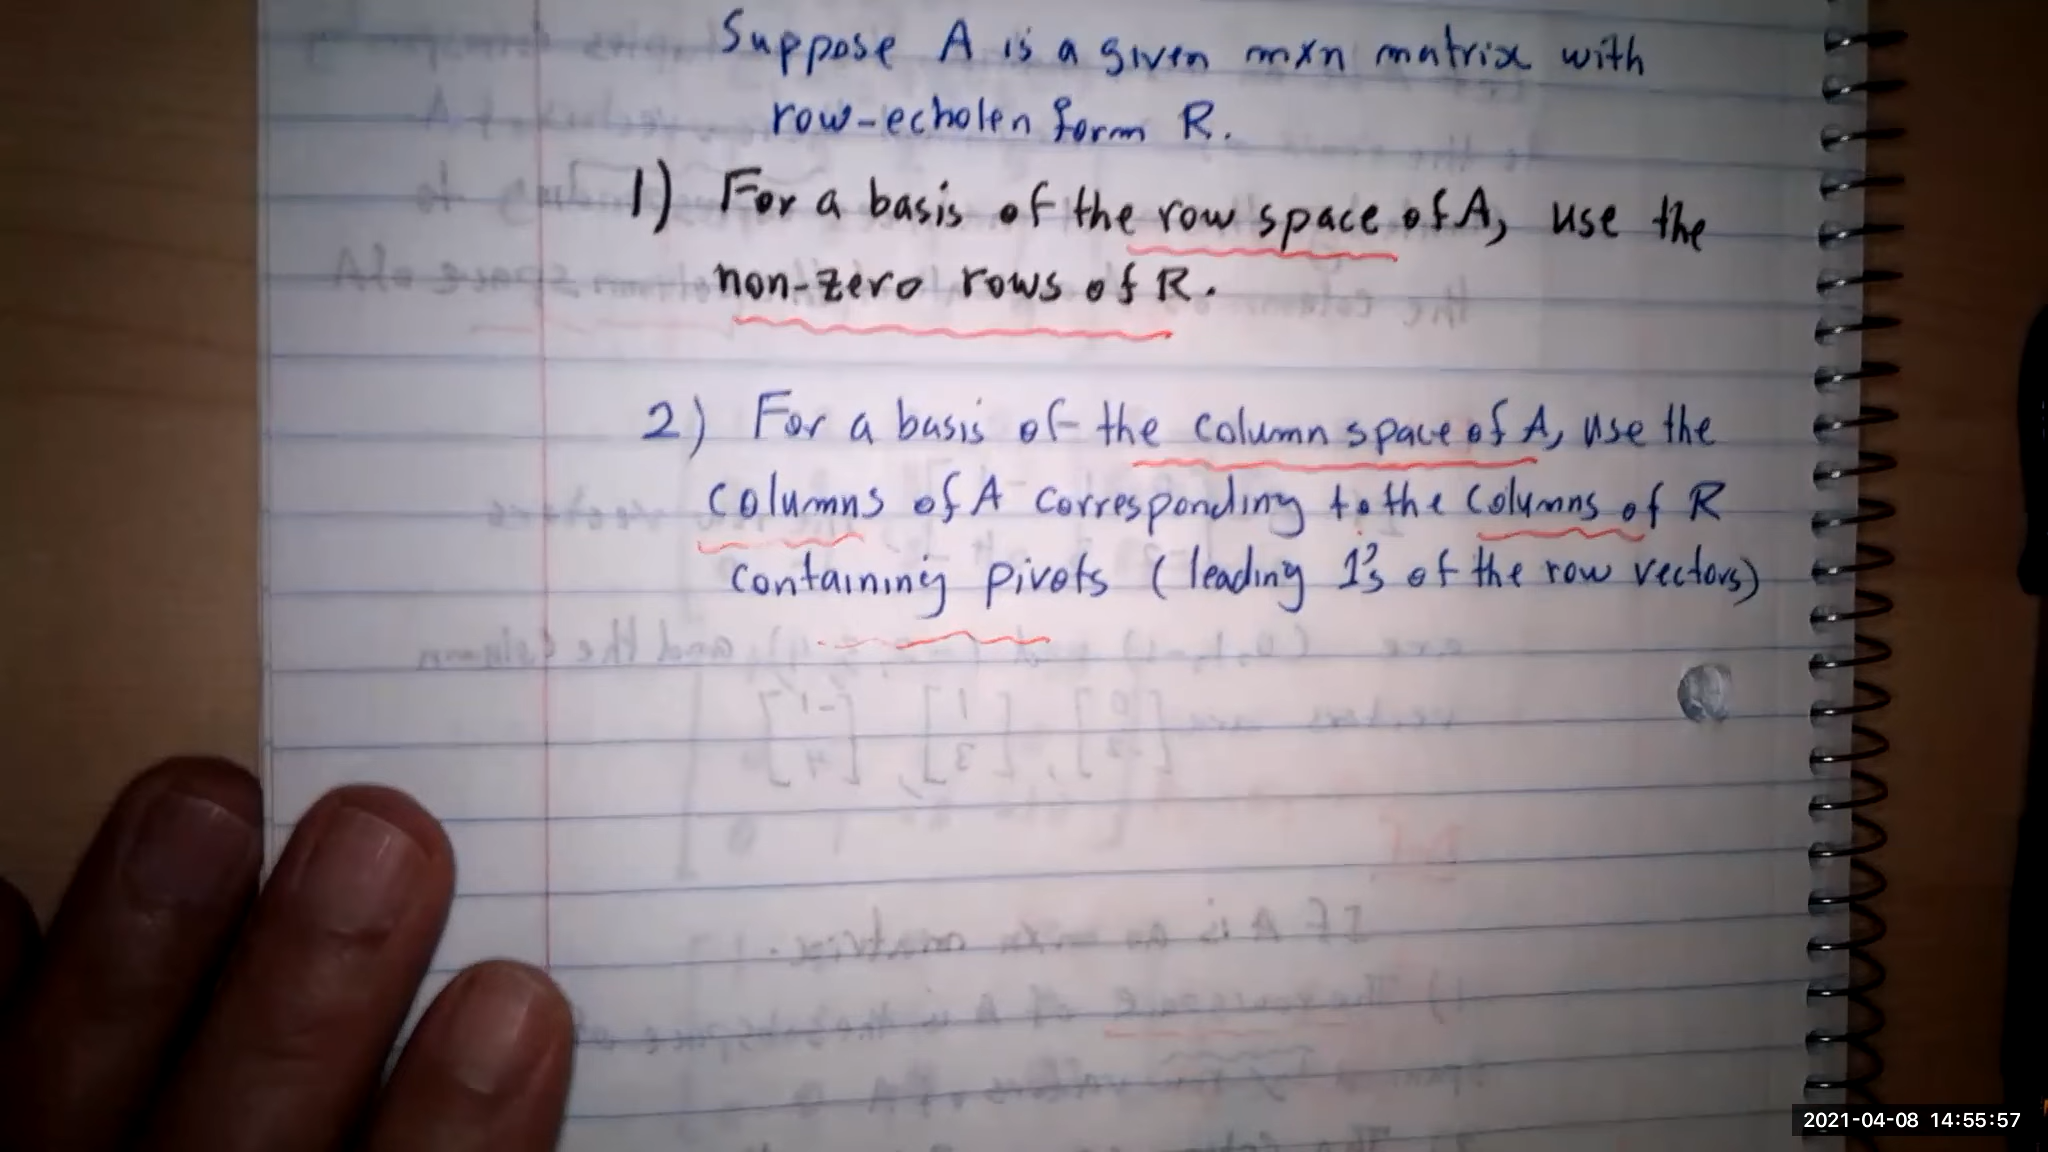 Suppose A is a given mxn matrix with
row-echolen form R.
1) For a basis of the row space of A, use the
non-zero rows of R.
2) For a basis of the column space of A, use the
columns of A corresponding to the columns of R
containing pivots (leading 1's of the row vectors)
2021-04-08 14:55:57